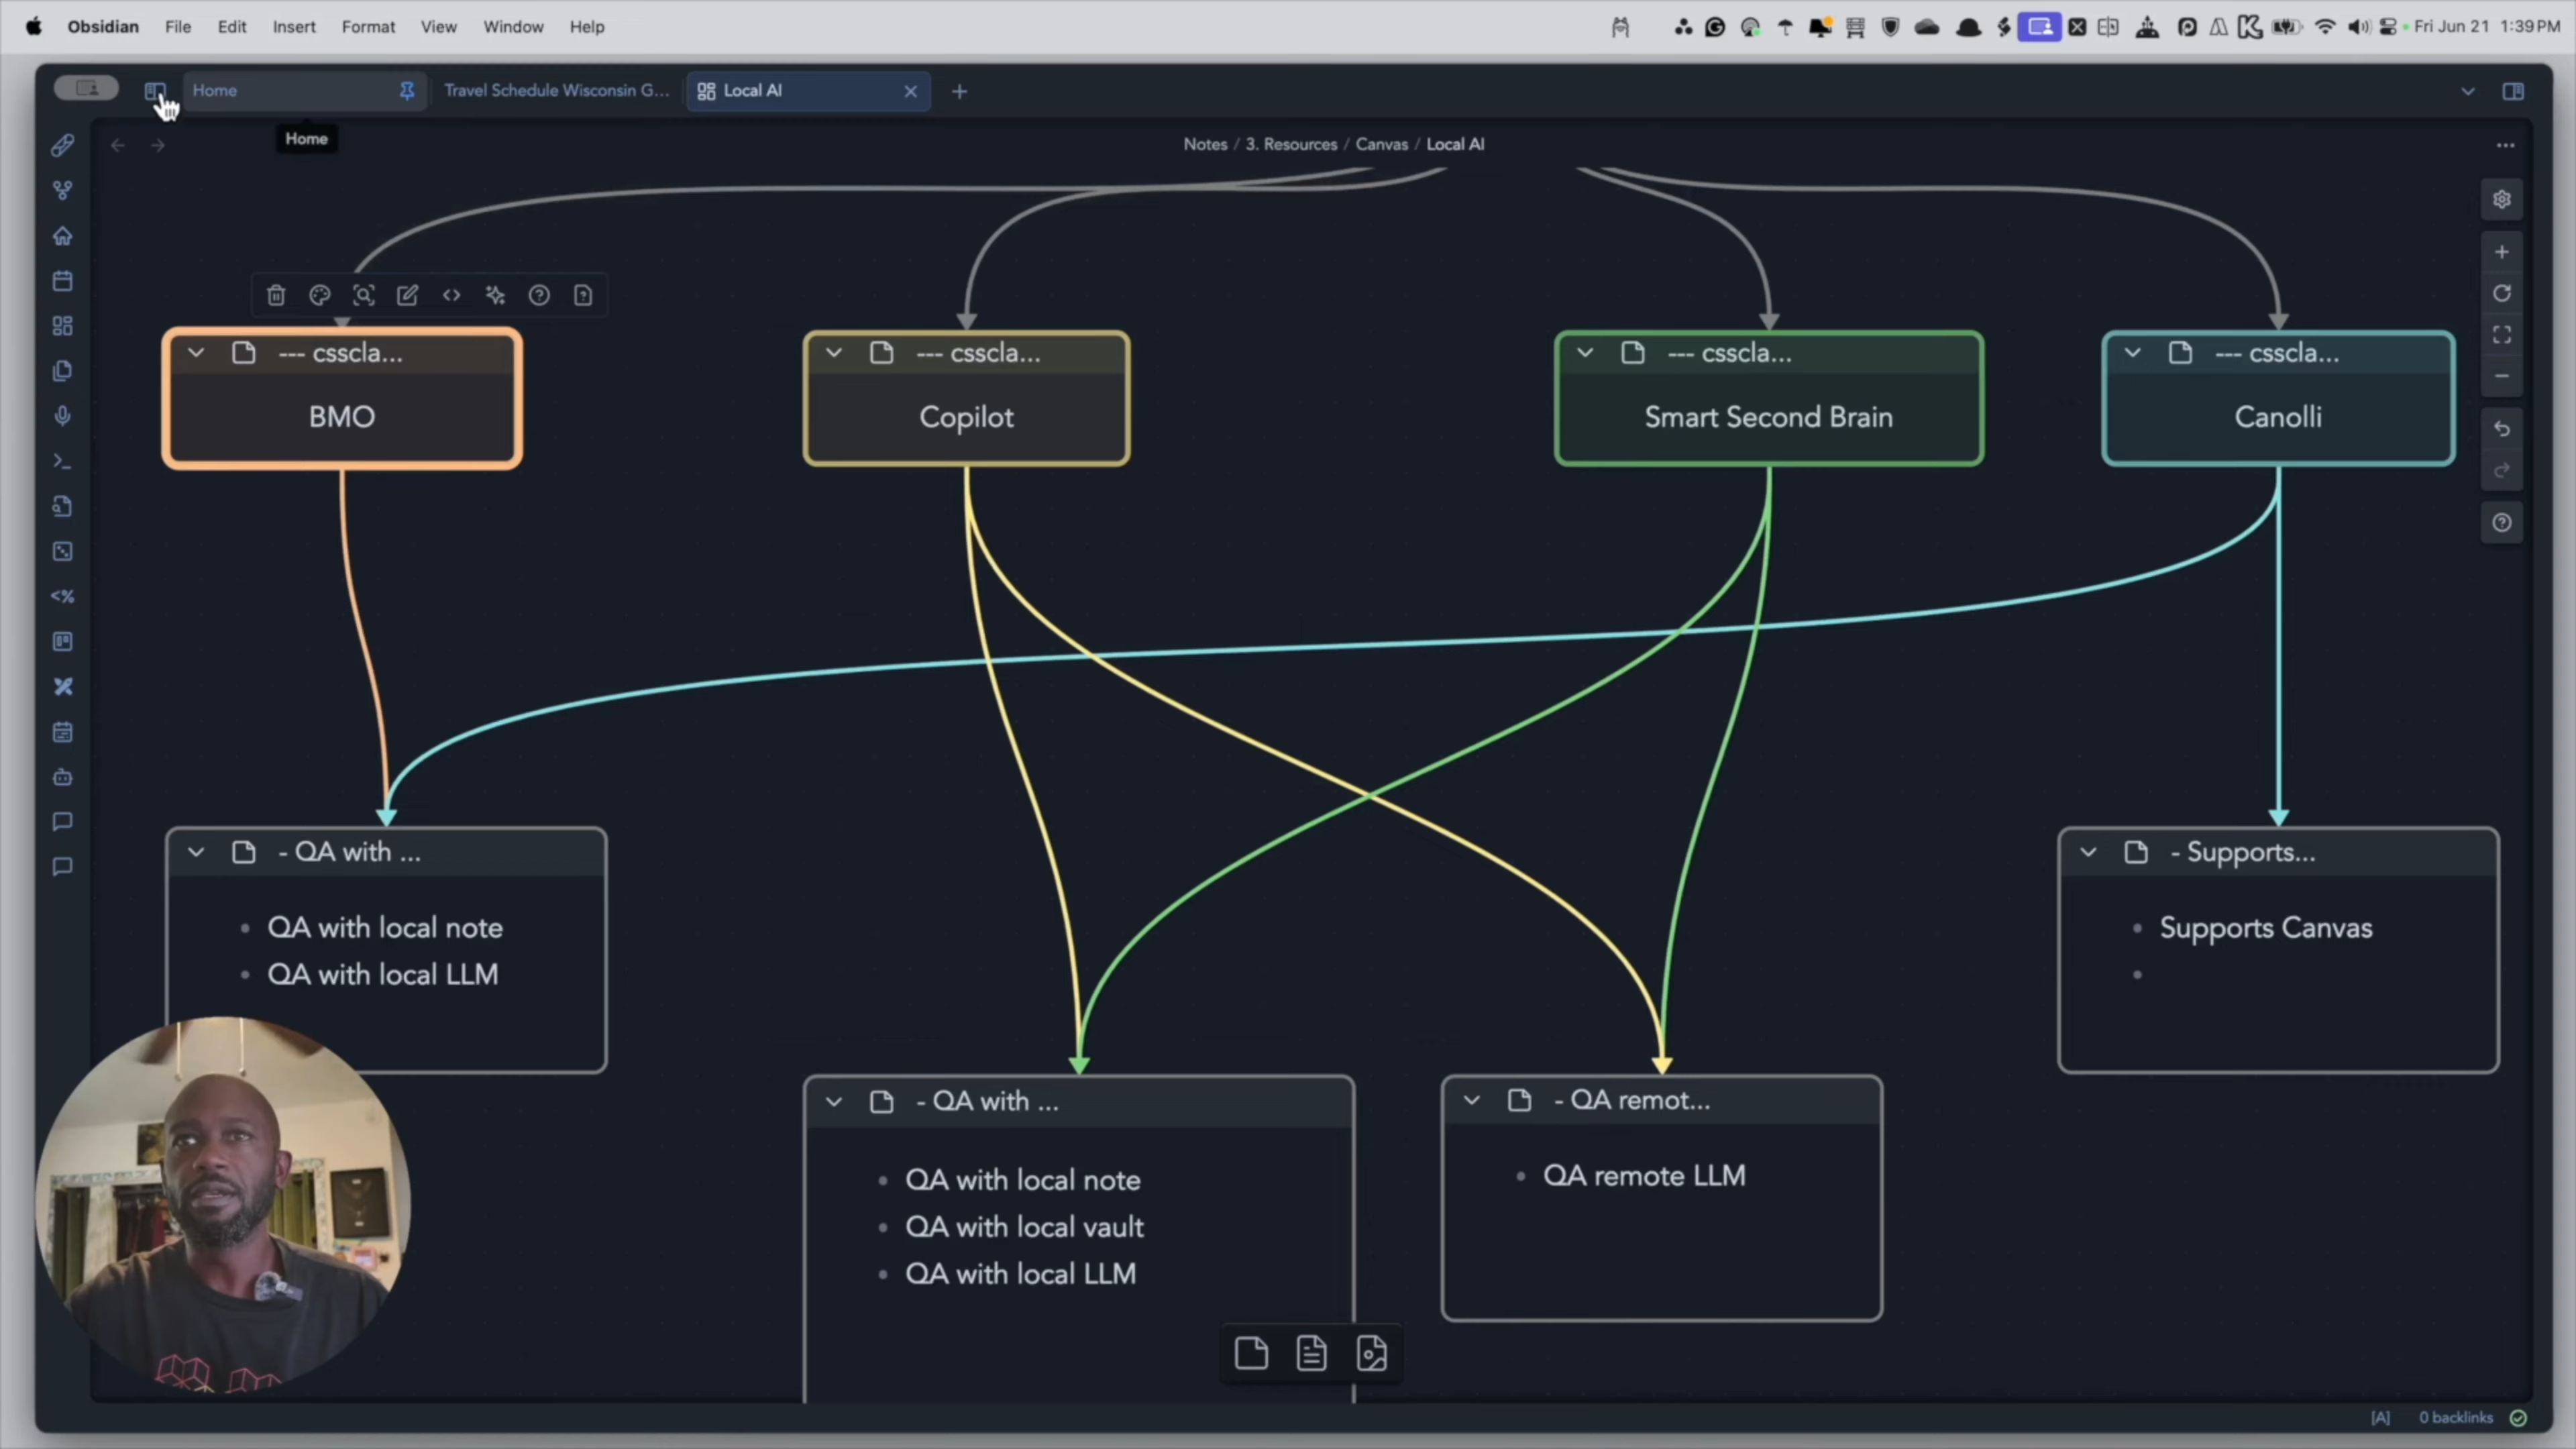 Obsidian File Edit Insert Format View Window Help Fri Jun 21 1:39 PM
Home Travel Schedule Wisconsin G... Local AI
Home
Notes / 3. Resources / Canvas / Local AI
--- csscla...
BMO
--- csscla...
Copilot
--- csscla...
Smart Second Brain
--- csscla...
Canolli
- QA with ...
QA with local note
QA with local LLM
- Supports...
Supports Canvas
- QA with ...
QA with local note
QA with local vault
QA with local LLM
- QA remot...
QA remote LLM
[A] 0 backlinks